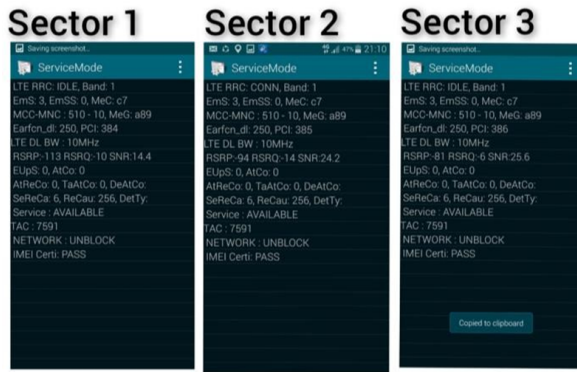 Sector 1
Saving screenshot...
ServiceMode
LTE RRC: IDLE, Band: 1
EmS: 3, EmSS: 0, MeC: c7
MCC-MNC : 510 - 10, MeG: a89
Earfcn_dl: 250, PCI: 384
LTE DL BW : 10MHz
RSRP:-113 RSRQ:-10 SNR:14.4
EUpS: 0, AtCo: 0
AtReCo: 0, TaAtCo: 0, DeAtCo:
SeReCa: 6, ReCau: 256, DetTy:
Service : AVAILABLE
TAC : 7591
NETWORK : UNBLOCK
IMEI Certi: PASS
Sector 2
47% 21:10
ServiceMode
LTE RRC: CONN, Band: 1
EmS: 3, EmSS: 0, MeC: c7
MCC-MNC : 510 - 10, MeG: a89
Earfcn_dl: 250, PCI: 385
LTE DL BW : 10MHz
RSRP:-94 RSRQ:-14 SNR:24.2
EUpS: 0, AtCo: 0
AtReCo: 0, TaAtCo: 0, DeAtCo:
SeReCa: 6, ReCau: 256, DetTy:
Service : AVAILABLE
TAC : 7591
NETWORK : UNBLOCK
IMEI Certi: PASS
Sector 3
Saving screenshot...
ServiceMode
LTE RRC: IDLE, Band: 1
EmS: 3, EmSS: 0, MeC: c7
MCC-MNC : 510 - 10, MeG: a89
Earfcn_dl: 250, PCI: 386
LTE DL BW : 10MHz
RSRP:-81 RSRQ:-6 SNR:25.6
EUpS: 0, AtCo: 0
AtReCo: 0, TaAtCo: 0, DeAtCo:
SeReCa: 6, ReCau: 256, DetTy:
Service : AVAILABLE
TAC : 7591
NETWORK : UNBLOCK
IMEI Certi: PASS
Copied to clipboard